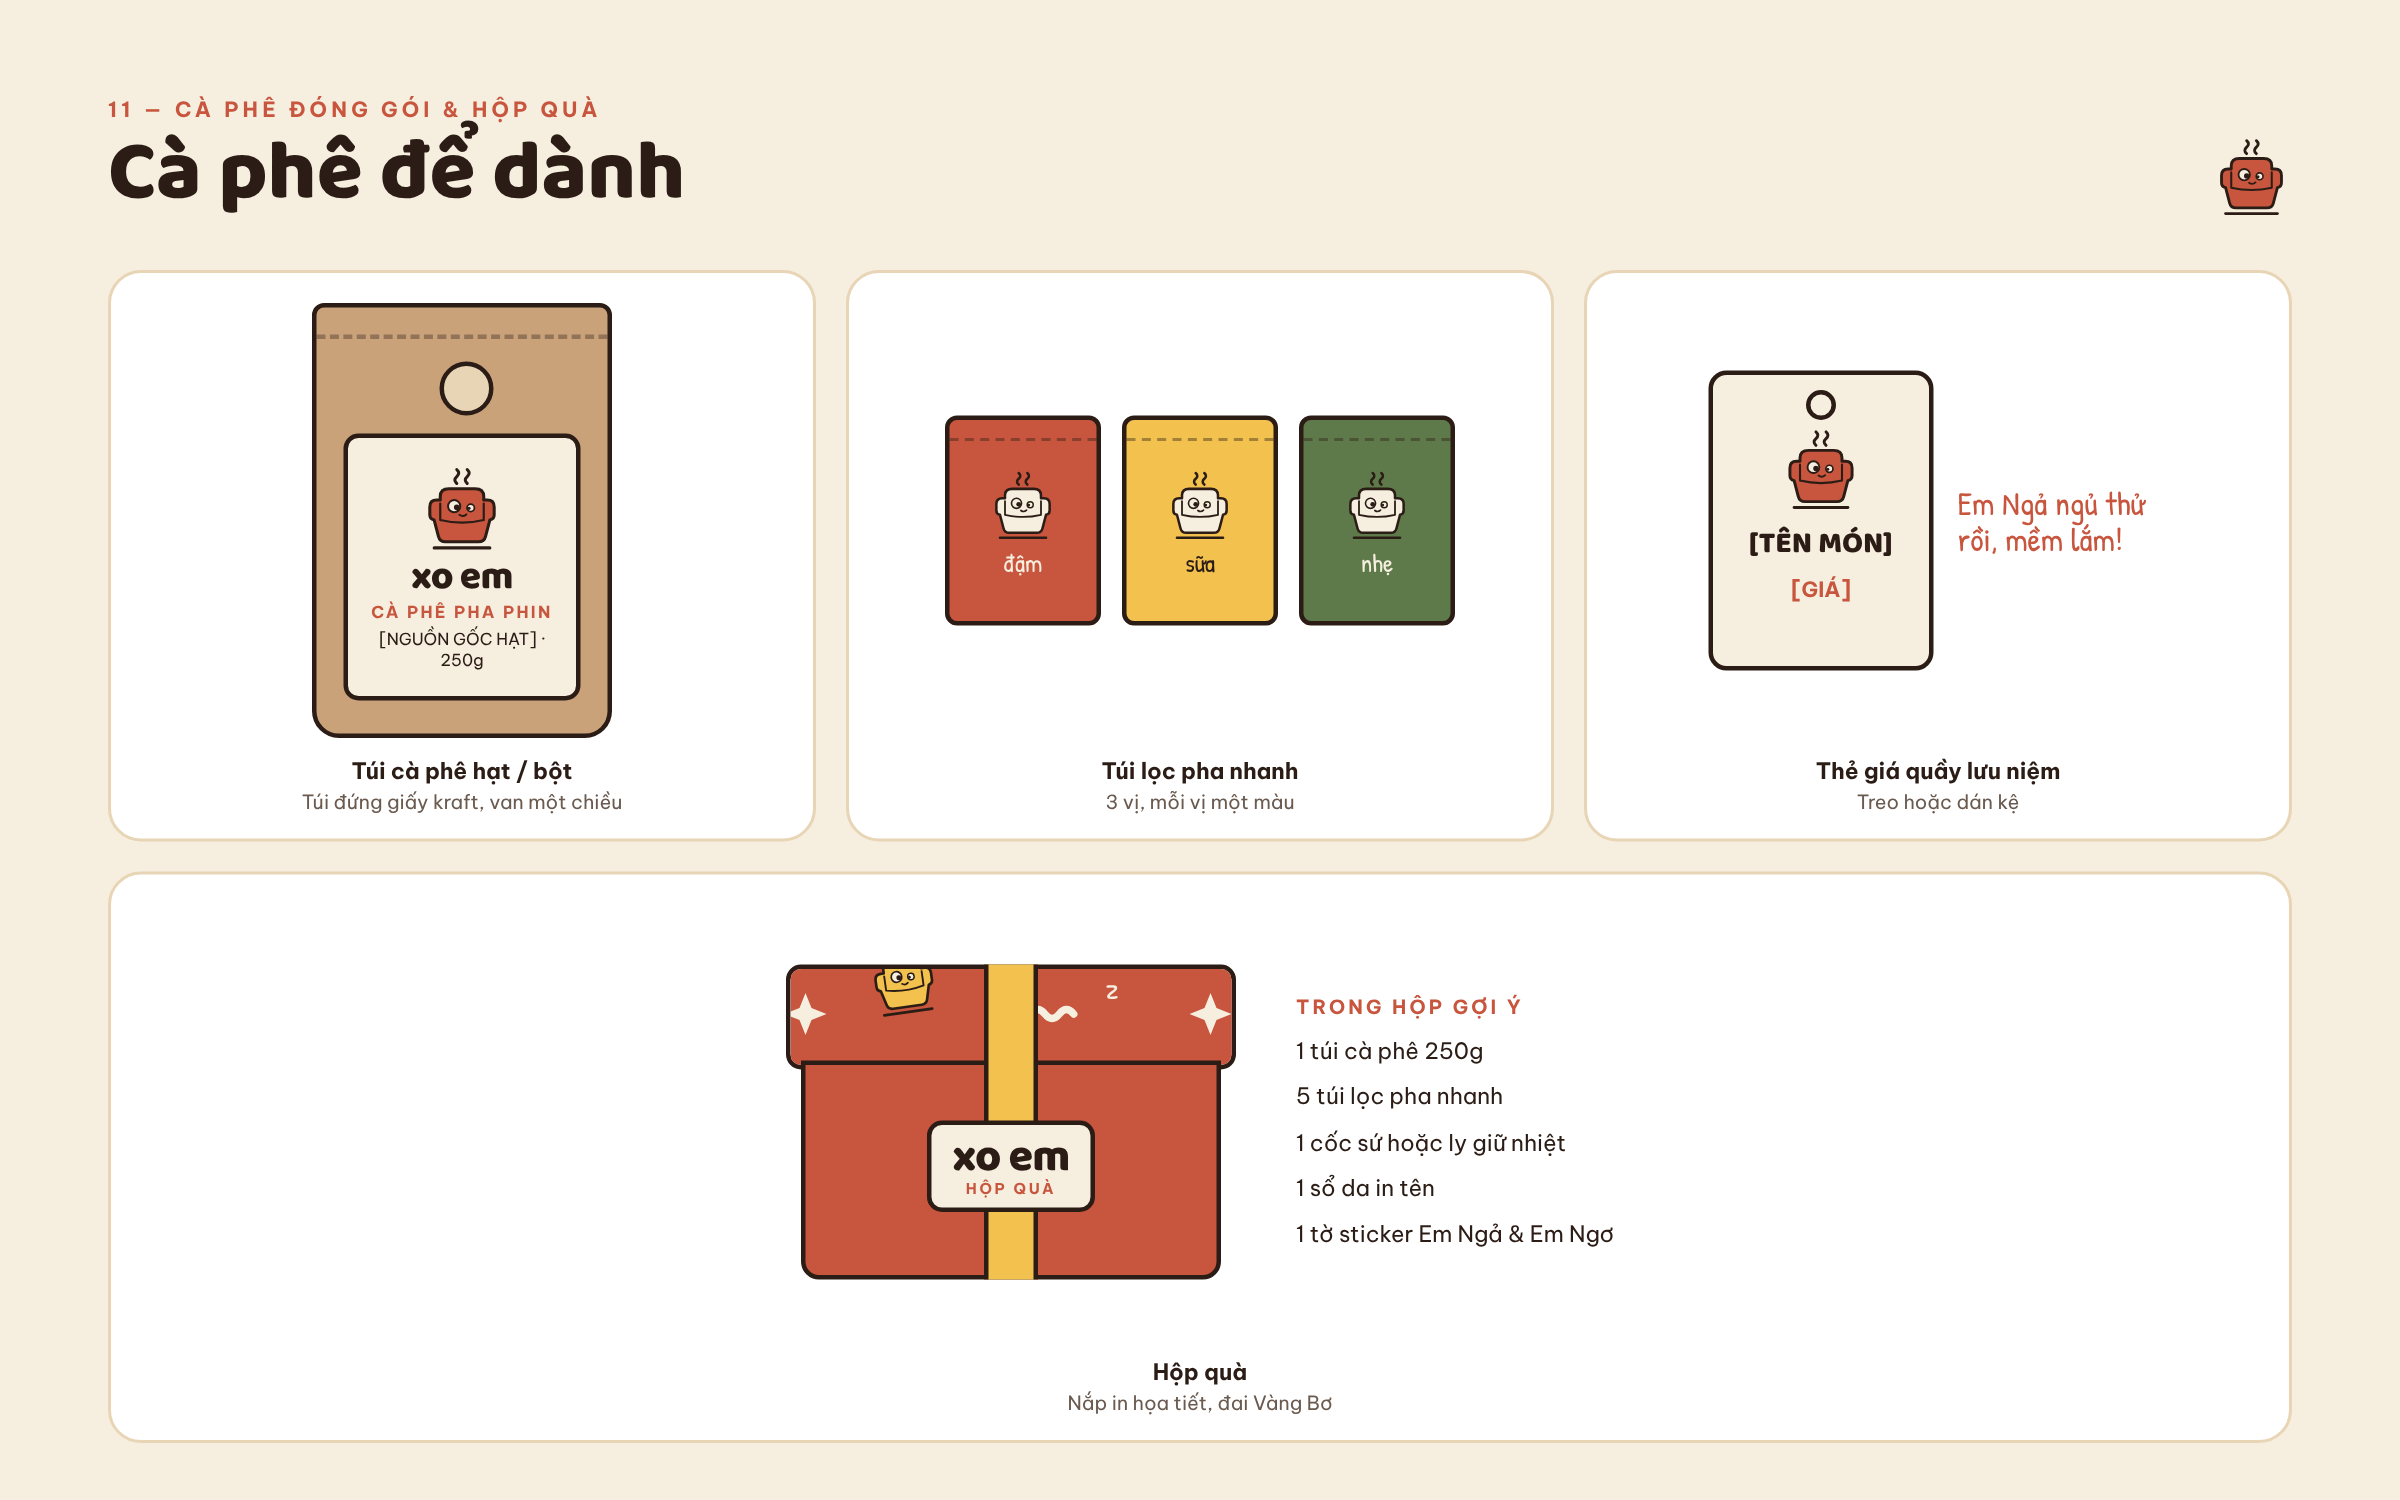 11 — CÀ PHÊ ĐÓNG GÓI & HỘP QUÀ
Cà phê để dành
xo em
CÀ PHÊ PHA PHIN
[NGUỒN GỐC HẠT] ·
250g
Túi cà phê hạt / bột
Túi đứng giấy kraft, van một chiều
đậm
sữa
nhẹ
Túi lọc pha nhanh
3 vị, mỗi vị một màu
[TÊN MÓN]
[GIÁ]
Em Ngả ngủ thử
rồi, mềm lắm!
Thẻ giá quầy lưu niệm
Treo hoặc dán kệ
z
xo em
HỘP QUÀ
TRONG HỘP GỢI Ý
1 túi cà phê 250g
5 túi lọc pha nhanh
1 cốc sứ hoặc ly giữ nhiệt
1 sổ da in tên
1 tờ sticker Em Ngả & Em Ngơ
Hộp quà
Nắp in họa tiết, đai Vàng Bơ